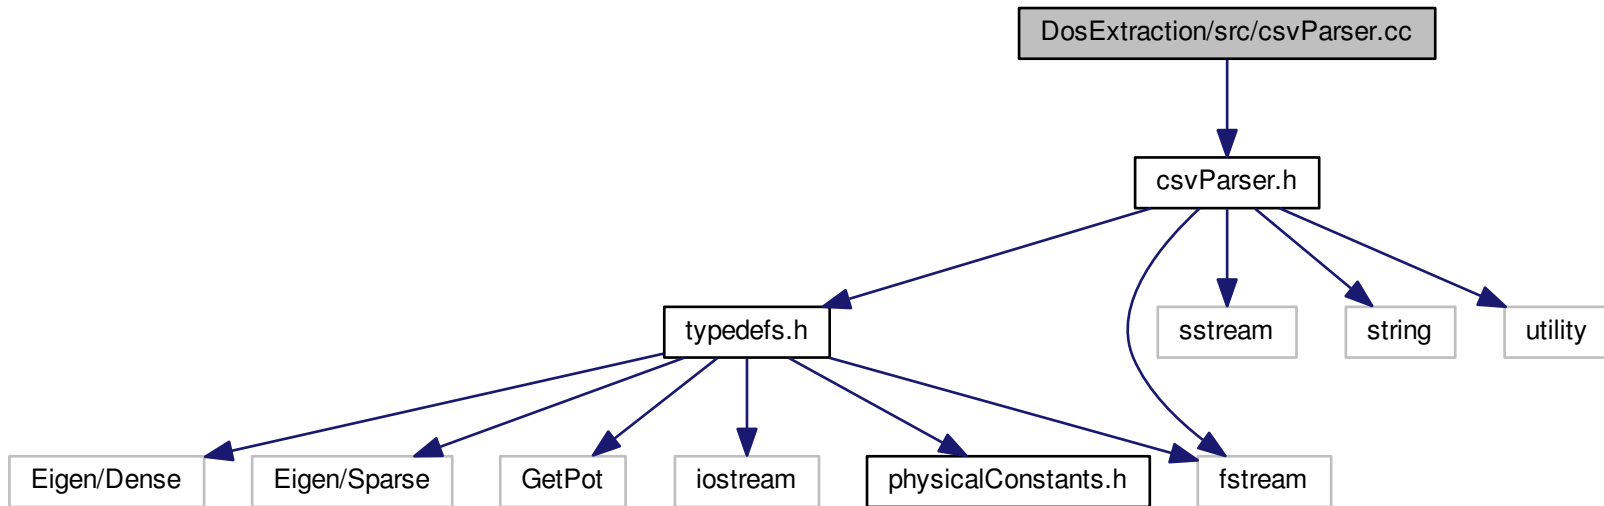 DosExtraction/src/csvParser.cc
csvParser.h
typedefs.h
sstream
string
utility
Eigen/Dense
Eigen/Sparse
GetPot
iostream
physicalConstants.h
fstream